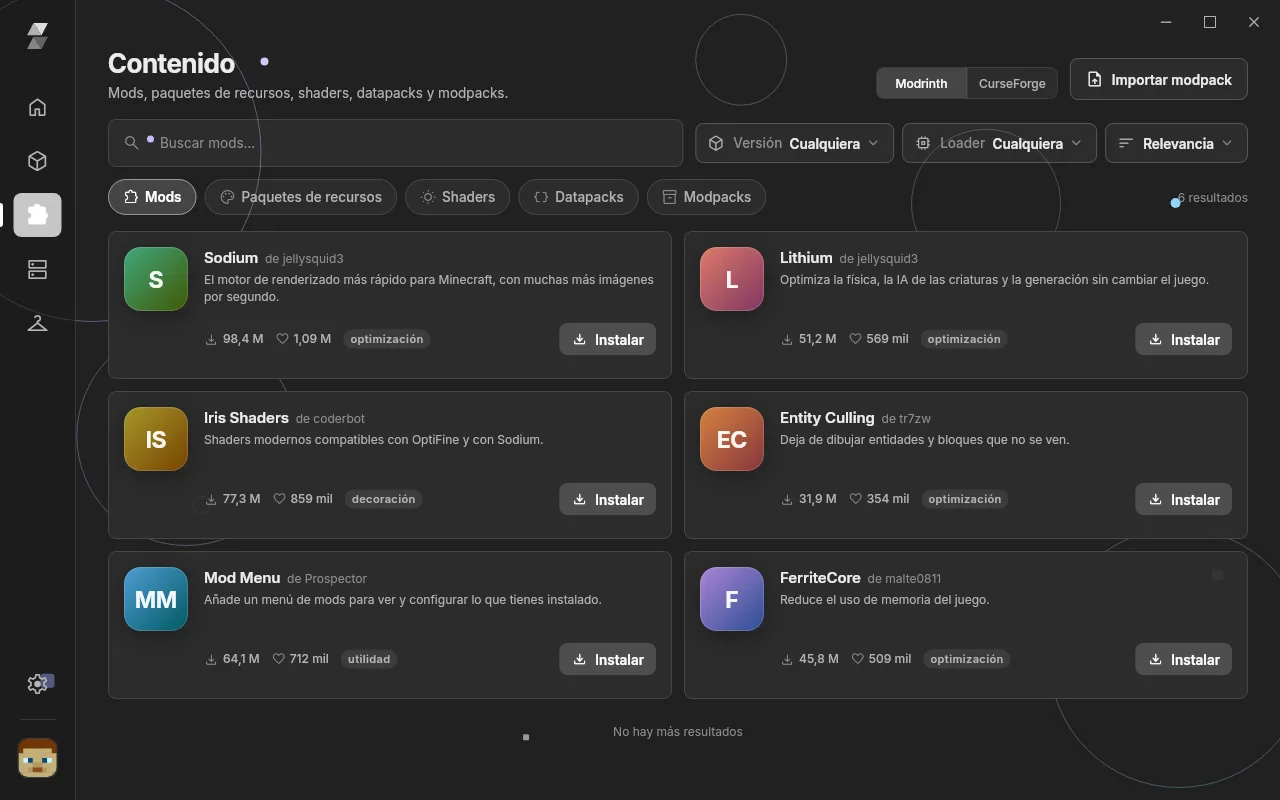 Contenido
Mods, paquetes de recursos, shaders, datapacks y modpacks.
Modrinth
CurseForge
Importar modpack
Buscar mods...
Versión Cualquiera
Loader Cualquiera
Relevancia
Mods
Paquetes de recursos
Shaders
Datapacks
Modpacks
6 resultados
S
Sodium de jellysquid3
El motor de renderizado más rápido para Minecraft, con muchas más imágenes
por segundo.
98,4 M 1,09 M optimización
Instalar
L
Lithium de jellysquid3
Optimiza la física, la IA de las criaturas y la generación sin cambiar el juego.
51,2 M 569 mil optimización
Instalar
IS
Iris Shaders de coderbot
Shaders modernos compatibles con OptiFine y con Sodium.
77,3 M 859 mil decoración
Instalar
EC
Entity Culling de tr7zw
Deja de dibujar entidades y bloques que no se ven.
31,9 M 354 mil optimización
Instalar
MM
Mod Menu de Prospector
Añade un menú de mods para ver y configurar lo que tienes instalado.
64,1 M 712 mil utilidad
Instalar
F
FerriteCore de malte0811
Reduce el uso de memoria del juego.
45,8 M 509 mil optimización
Instalar
No hay más resultados